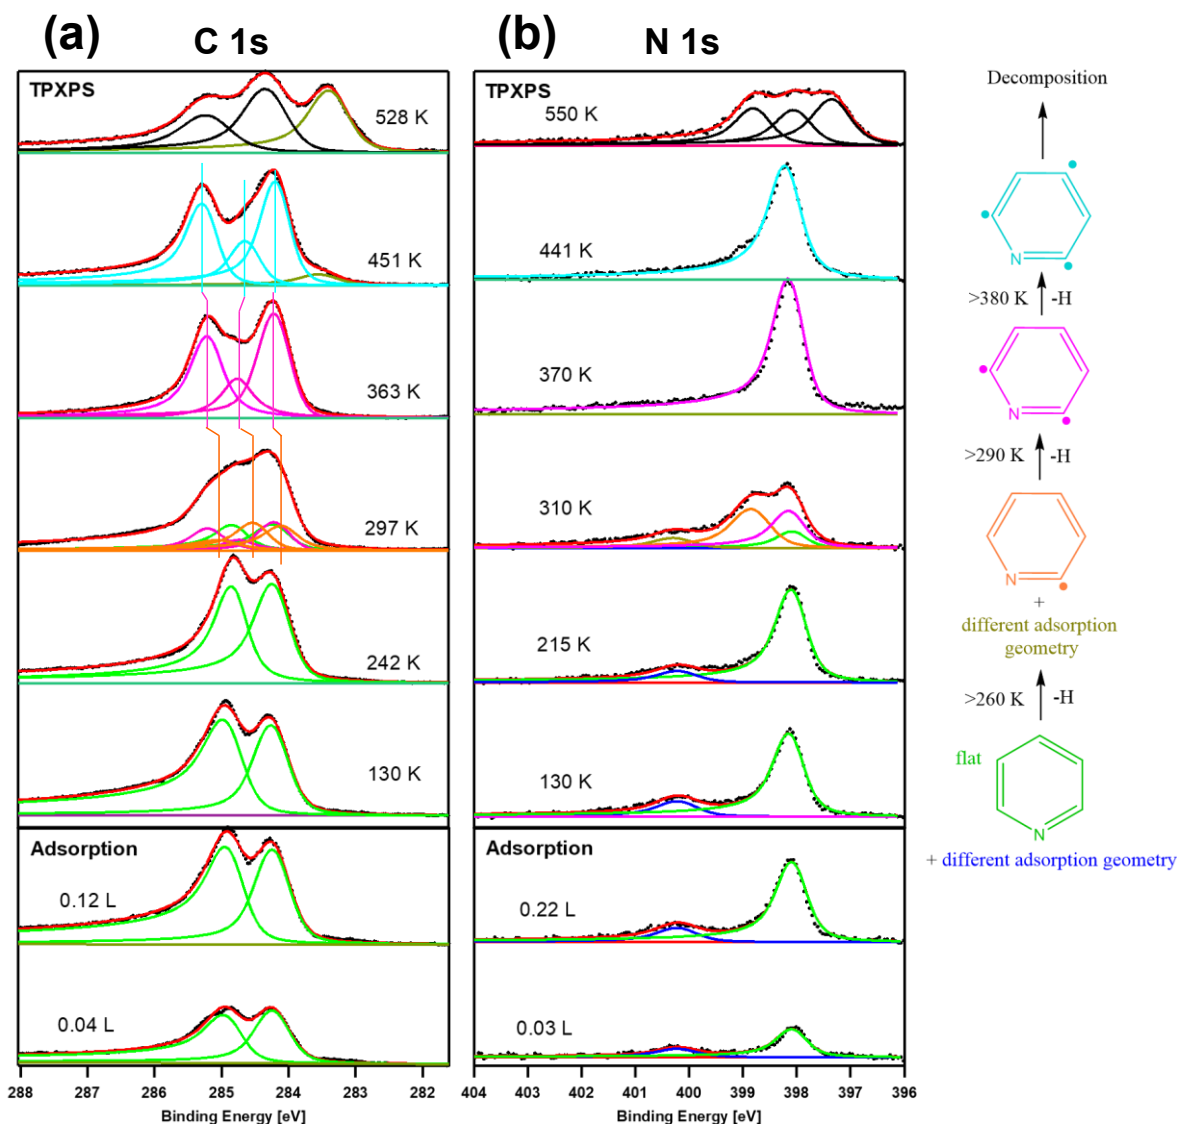 (a) C 1s
TPXPS
528 K
451 K
363 K
297 K
242 K
130 K
Adsorption
0.12 L
0.04 L
288 287 286 285 284 283 282
Binding Energy [eV]
(b) N 1s
TPXPS
550 K
441 K
370 K
310 K
215 K
130 K
Adsorption
0.22 L
0.03 L
404 403 402 401 400 399 398 397 396
Binding Energy [eV]
Decomposition
N
>380 K -H
N
>290 K -H
N
+
different adsorption
geometry
>260 K -H
flat
N
+ different adsorption geometry